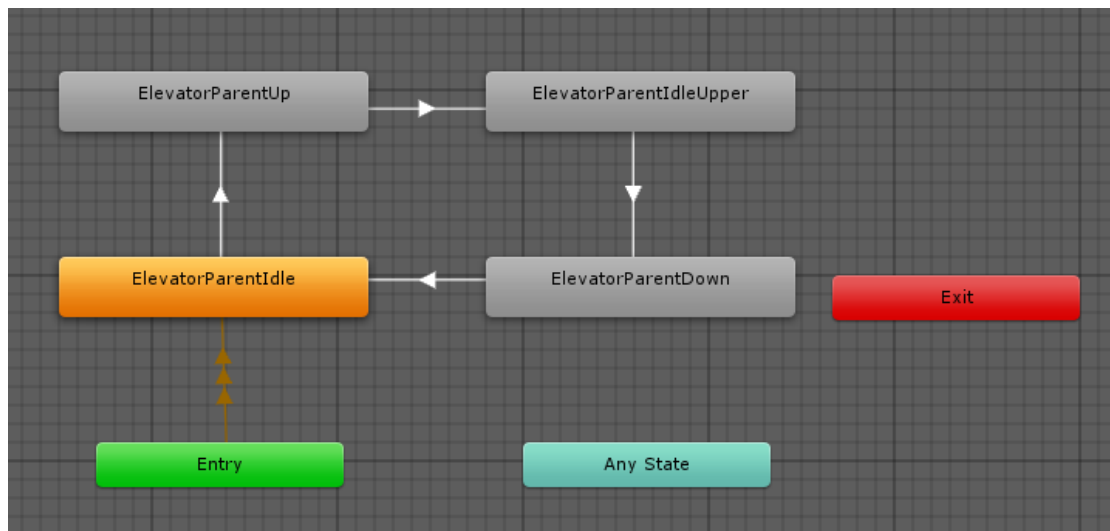 ElevatorParentUp
ElevatorParentIdleUpper
ElevatorParentIdle
ElevatorParentDown
Exit
Entry
Any State